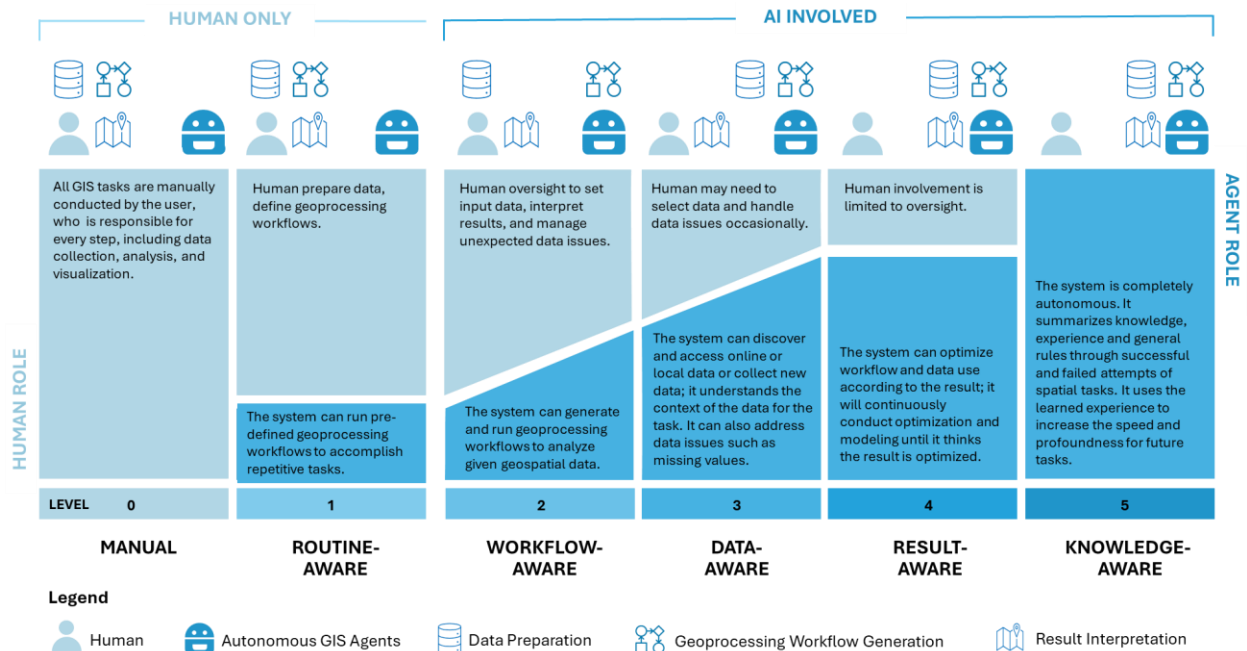 HUMAN ONLY
AI INVOLVED
All GIS tasks are manually
conducted by the user,
who is responsible for
every step, including data
collection, analysis, and
visualization.
Human prepare data,
define geoprocessing
workflows.
The system can run pre-
defined geoprocessing
workflows to accomplish
repetitive tasks.
Human oversight to set
input data, interpret
results, and manage
unexpected data issues.
The system can generate
and run geoprocessing
workflows to analyze
given geospatial data.
Human may need to
select data and handle
data issues occasionally.
The system can discover
and access online or
local data or collect new
data; it understands the
context of the data for the
task. It can also address
data issues such as
missing values.
Human involvement is
limited to oversight.
The system can optimize
workflow and data use
according to the result; it
will continuously
conduct optimization and
modeling until it thinks
the result is optimized.
The system is completely
autonomous. It
summarizes knowledge,
experience and general
rules through successful
and failed attempts of
spatial tasks. It uses the
learned experience to
increase the speed and
profoundness for future
tasks.
HUMAN ROLE
AGENT ROLE
LEVEL 0 1 2 3 4 5
MANUAL
ROUTINE-
AWARE
WORKFLOW-
AWARE
DATA-
AWARE
RESULT-
AWARE
KNOWLEDGE-
AWARE
Legend
Human Autonomous GIS Agents Data Preparation Geoprocessing Workflow Generation Result Interpretation